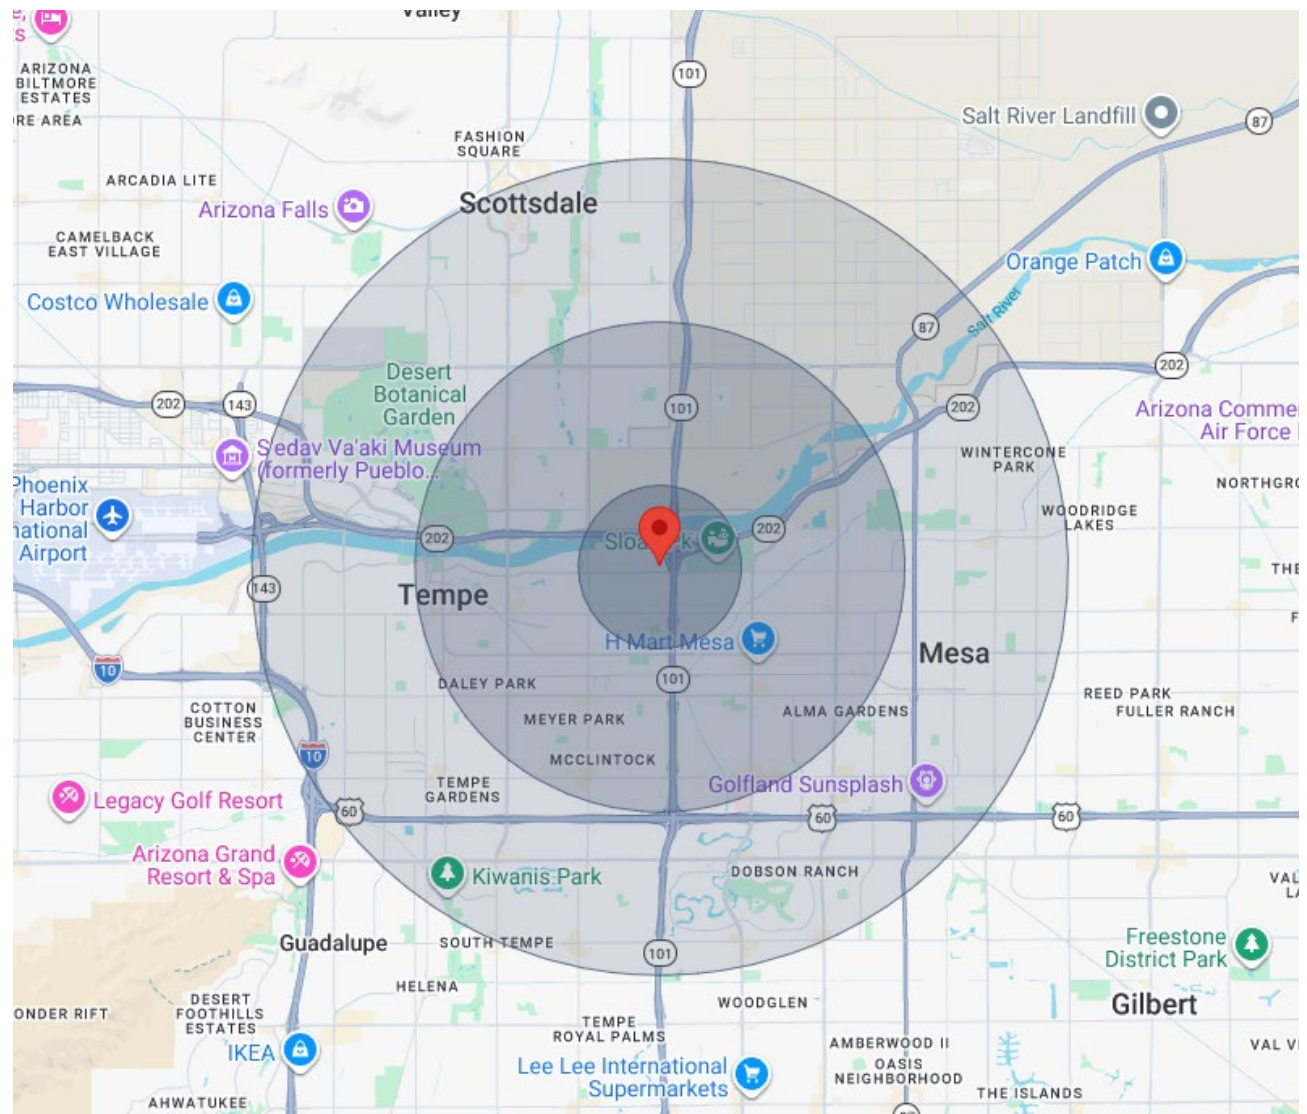 Valley
s
ARIZONA
BILTMORE
ESTATES
RE AREA
101
Salt River Landfill
87
FASHION
SQUARE
ARCADIA LITE
Arizona Falls
Scottsdale
CAMELBACK
EAST VILLAGE
Orange Patch
Costco Wholesale
Salt River
87
202
Desert
Botanical
Garden
202
143
101
202
Arizona Comme
Air Force
S'edav Va'aki Museum
(formerly Pueblo...
WINTERCONE
PARK
Phoenix
Harbor
national
Airport
NORTHGR
WOODRIDGE
LAKES
202
Sloa
k
202
THE
143
Tempe
F
H Mart Mesa
Mesa
10
101
DALEY PARK
REED PARK
COTTON
BUSINESS
CENTER
MEYER PARK
ALMA GARDENS
FULLER RANCH
10
MCCLINTOCK
TEMPE
GARDENS
Golfland Sunsplash
Legacy Golf Resort
60
60
60
Arizona Grand
Resort & Spa
Kiwanis Park
DOBSON RANCH
VAL
LA
Guadalupe
SOUTH TEMPE
101
Freestone
District Park
HELENA
DESERT
FOOTHILLS
ESTATES
WOODGLEN
Gilbert
ONDER RIFT
TEMPE
ROYAL PALMS
IKEA
AMBERWOOD II
VAL VI
OASIS
NEIGHBORHOOD
Lee Lee International
Supermarkets
THE ISLANDS
AHWATUKEE